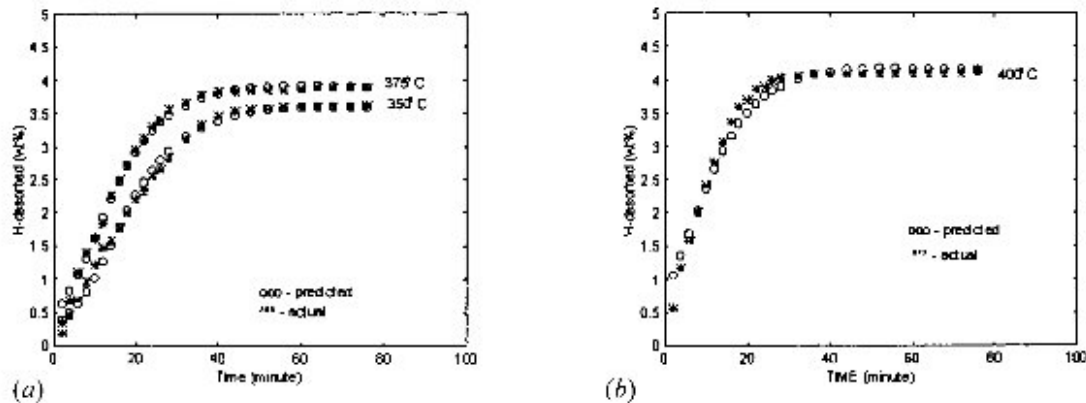 5
4.5
4
3.5
3
2.5
2
1.5
1
0.5
0
H-desorbed (wt%)
375°C
350°C
ooo - predicted
*** - actual
0 20 40 60 80 100
Time (minute)
(a)
5
4.5
4
3.5
3
2.5
2
1.5
1
0.5
0
H-desorbed (wt%)
400°C
ooo - predicted
*** - actual
0 20 40 60 80 100
TIME (minute)
(b)